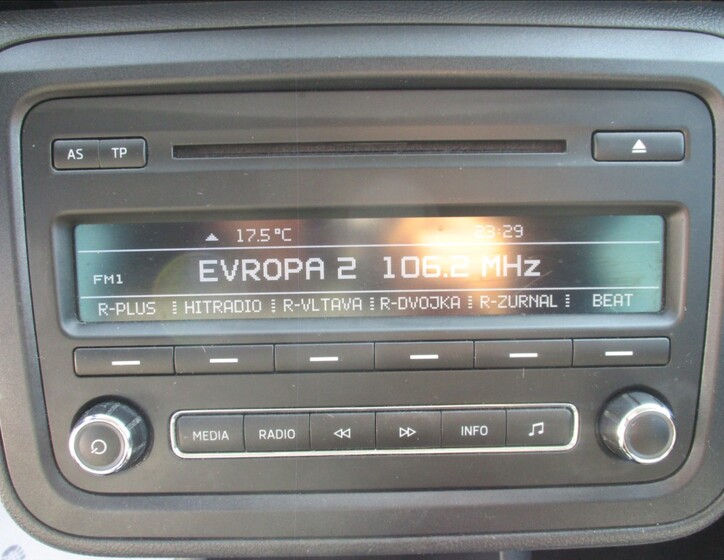 AS TP
17.5°C 23:29
FM1 EVROPA 2 106.2 MHz
R-PLUS HITRADIO R-VLTAVA R-DVOJKA R-ZURNAL BEAT
MEDIA RADIO INFO